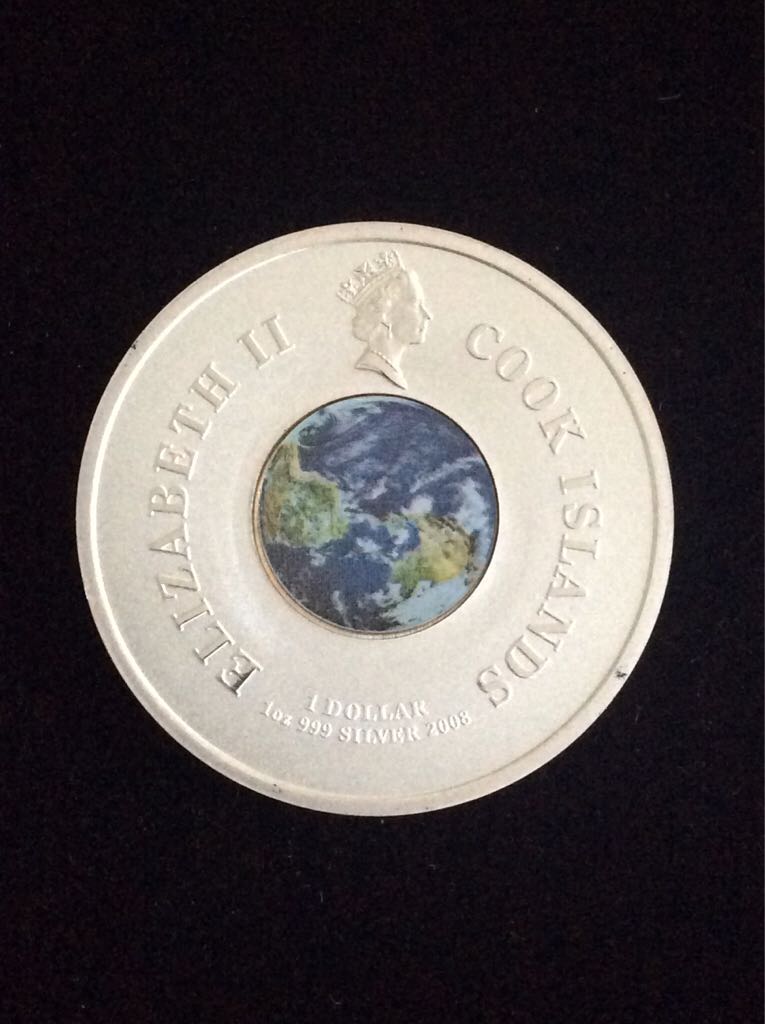 ELIZABETH II
COOK ISLANDS
1 DOLLAR
1oz 999 SILVER 2008